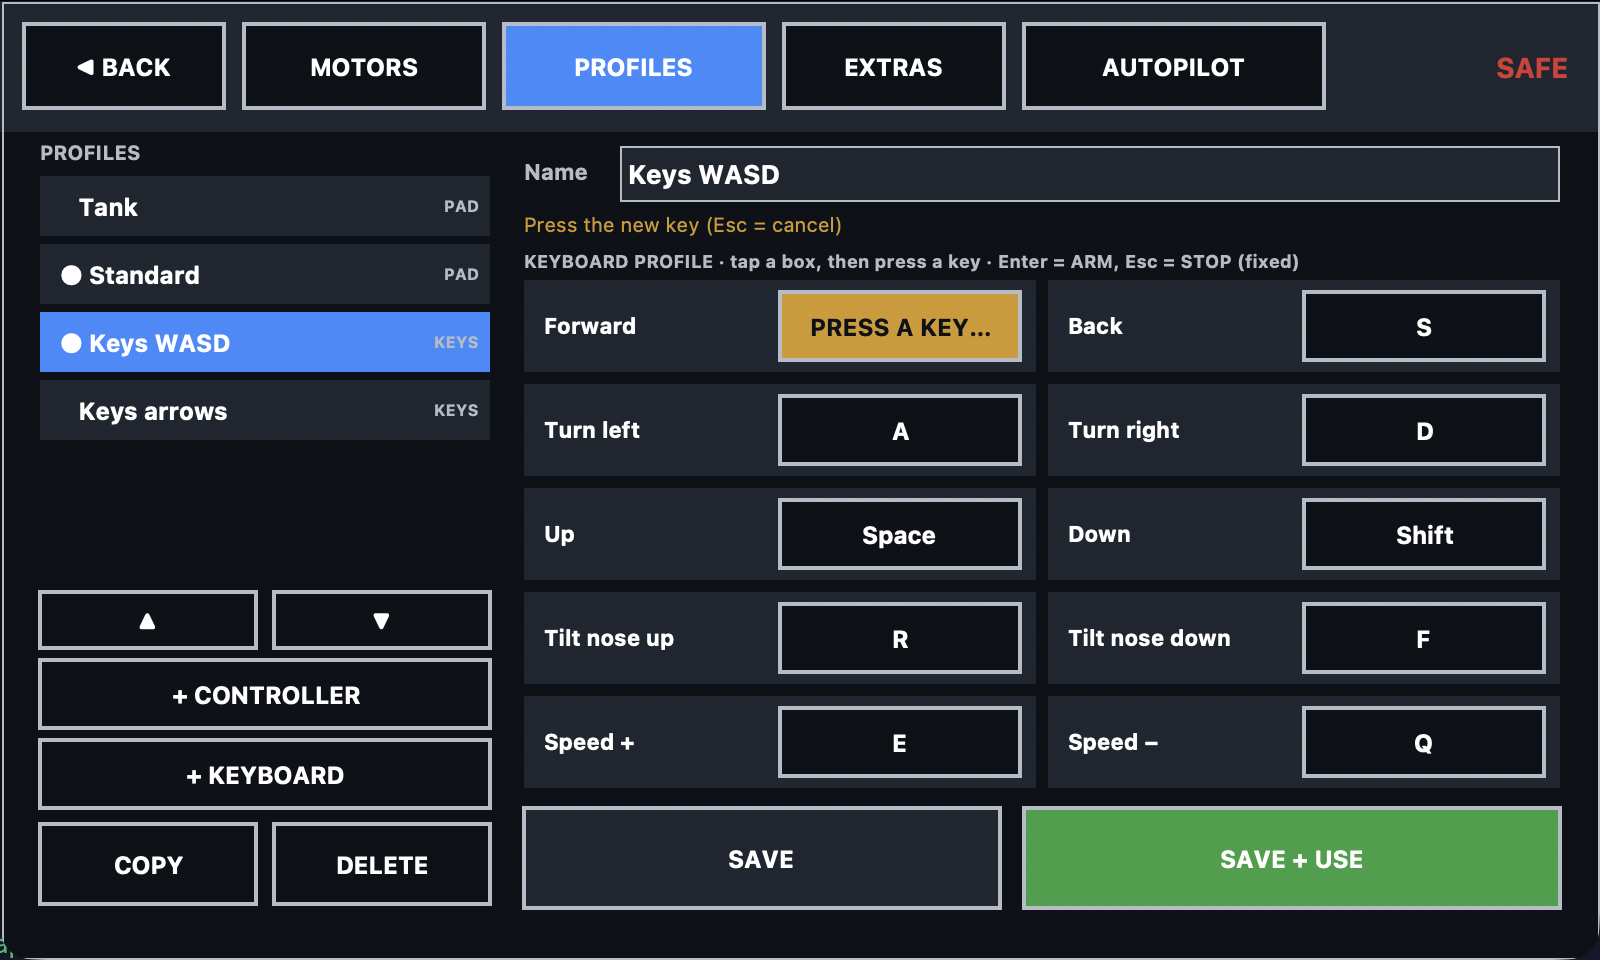 ◀ BACK
MOTORS
PROFILES
EXTRAS
AUTOPILOT
SAFE
PROFILES
Tank PAD
Standard PAD
Keys WASD KEYS
Keys arrows KEYS
▲
▼
+ CONTROLLER
+ KEYBOARD
COPY
DELETE
Name Keys WASD
Press the new key (Esc = cancel)
KEYBOARD PROFILE · tap a box, then press a key · Enter = ARM, Esc = STOP (fixed)
Forward PRESS A KEY...
Back S
Turn left A
Turn right D
Up Space
Down Shift
Tilt nose up R
Tilt nose down F
Speed + E
Speed – Q
SAVE
SAVE + USE